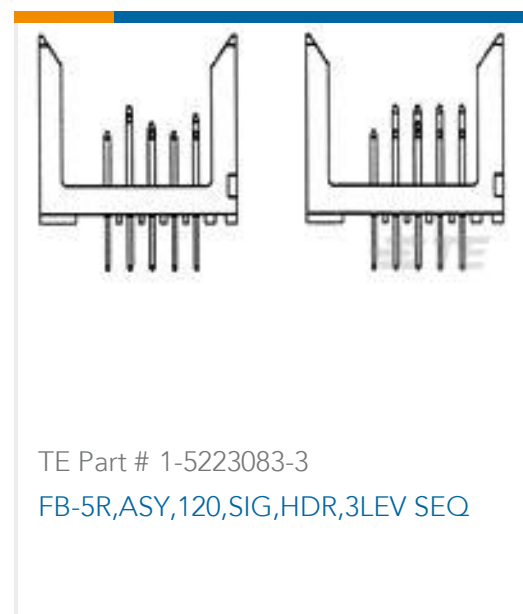 TE Part # 1-5223083-3
FB-5R,ASY,120,SIG,HDR,3LEV SEQ